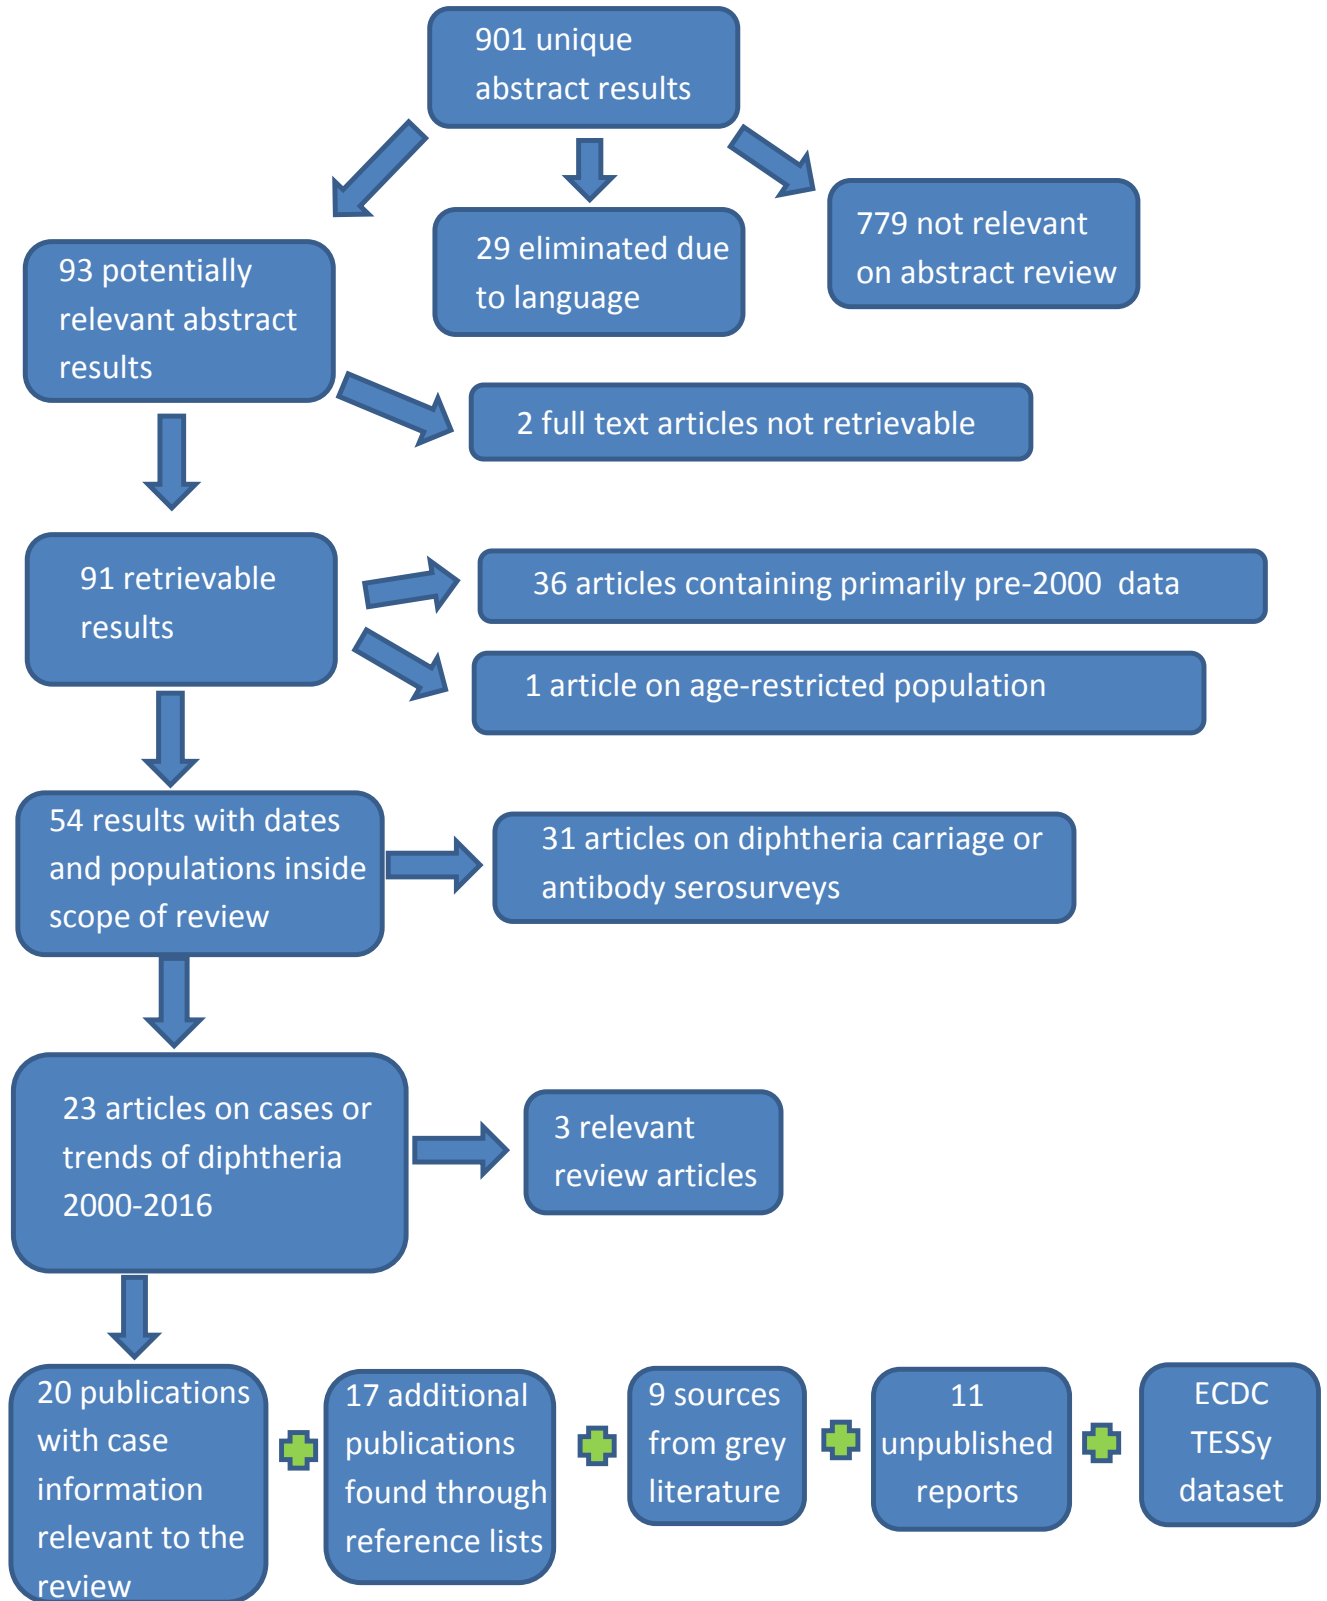 901 unique
abstract results
779 not relevant
on abstract review
29 eliminated due
to language
93 potentially
relevant abstract
results
2 full text articles not retrievable
91 retrievable
results
36 articles containing primarily pre-2000 data
1 article on age-restricted population
54 results with dates
and populations inside
scope of review
31 articles on diphtheria carriage or
antibody serosurveys
23 articles on cases or
trends of diphtheria
2000-2016
3 relevant
review articles
20 publications
with case
information
relevant to the
review
17 additional
publications
found through
reference lists
9 sources
from grey
literature
11
unpublished
reports
ECDC
TESSy
dataset